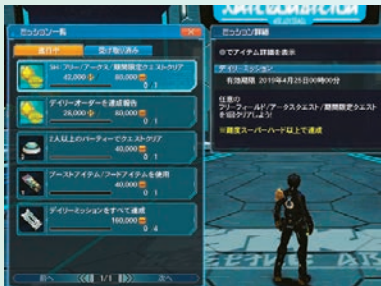 ミッション一覧
進行中 受け取り済み
SH：フリー/アークス/期間限定クエストクリア
42,000 60,000
0 1
デイリーオーダーを達成報告
28,000 60,000
0 1
2人以上のパーティーでクエストクリア
40,000
0 1
ブーストアイテム/フードアイテムを使用
40,000
0 1
デイリーミッションをすべて達成
100,000
0 4
前へ 1/1 次へ
ミッション詳細
でアイテム詳細を表示
デイリーミッション
有効期限 2019年4月25日00時00分
任意の
フリーフィールド/アークスクエスト/期間限定クエスト
を1回クリアしよう！
※難度スーパーハード以上で達成